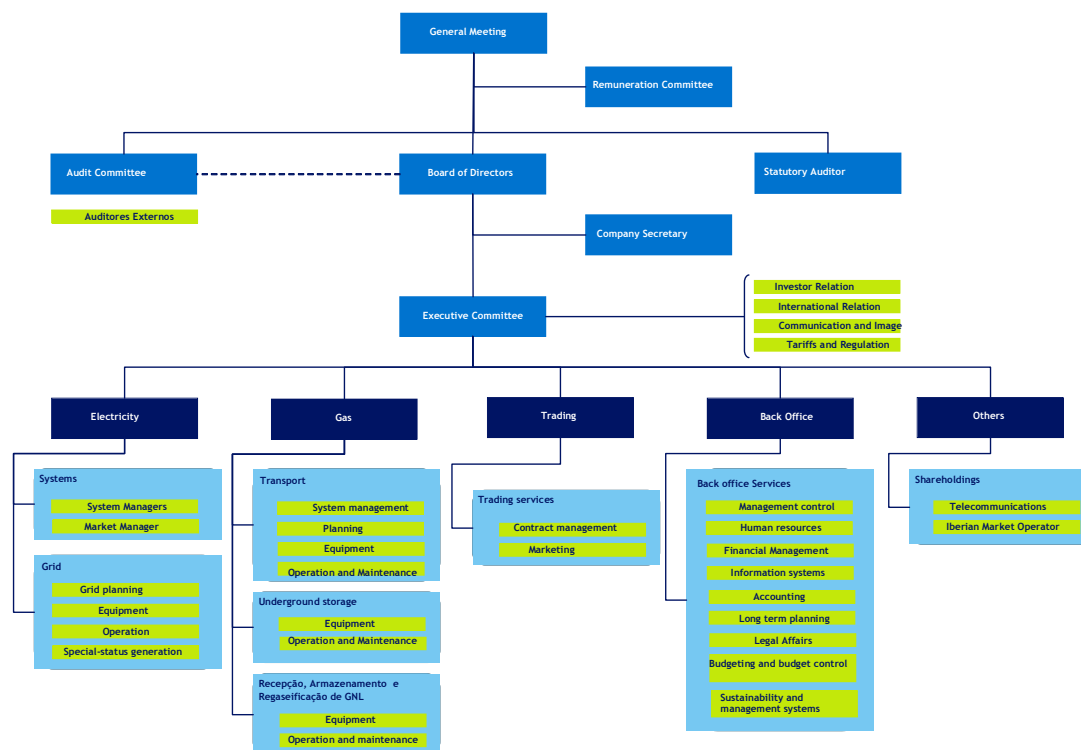 General Meeting
Remuneration Committee
Audit Committee
Board of Directors
Statutory Auditor
Auditores Externos
Company Secretary
Executive Committee
Investor Relation
International Relation
Communication and Image
Tariffs and Regulation
Electricity
Gas
Trading
Back Office
Others
Systems
System Managers
Market Manager
Grid
Grid planning
Equipment
Operation
Special-status generation
Transport
System management
Planning
Equipment
Operation and Maintenance
Underground storage
Equipment
Operation and Maintenance
Recepção, Armazenamento e
Regaseificação de GNL
Equipment
Operation and maintenance
Trading services
Contract management
Marketing
Back office Services
Management control
Human resources
Financial Management
Information systems
Accounting
Long term planning
Legal Affairs
Budgeting and budget control
Sustainability and
management systems
Shareholdings
Telecommunications
Iberian Market Operator